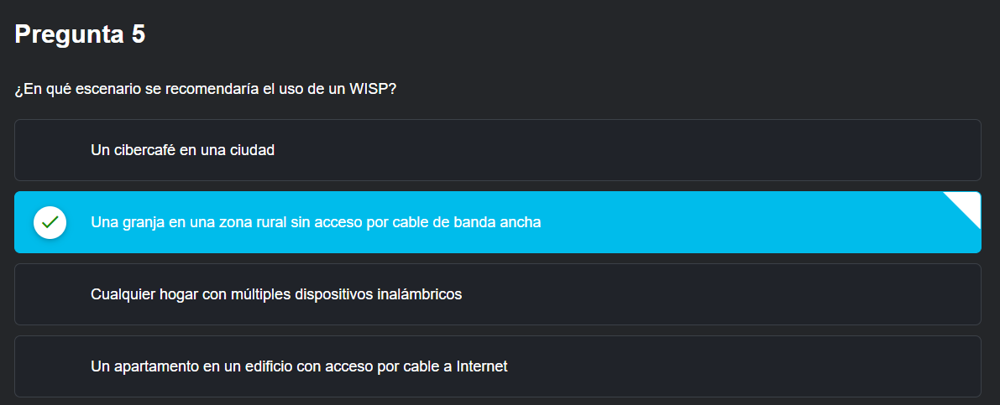 Pregunta 5
¿En qué escenario se recomendaría el uso de un WISP?
Un cibercafé en una ciudad
Una granja en una zona rural sin acceso por cable de banda ancha
Cualquier hogar con múltiples dispositivos inalámbricos
Un apartamento en un edificio con acceso por cable a Internet